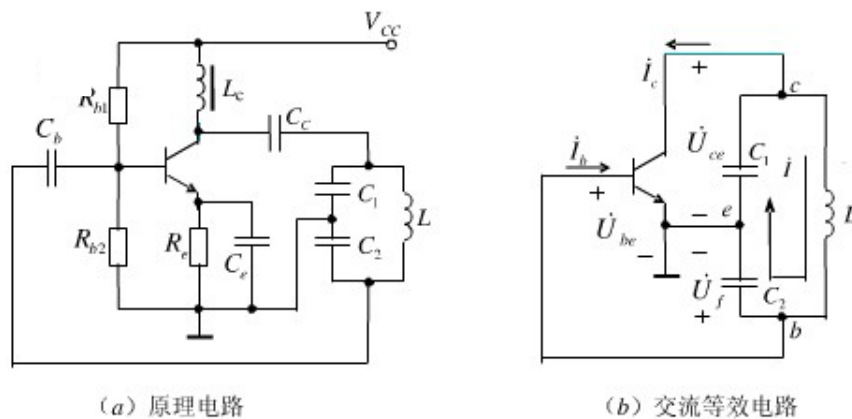 V_CC
R_b1
L_c
C_b
C_C
C_1
L
R_b2
R_e
C_e
C_2
(a) 原理电路
İ_c
+
c
İ_b
+
U̇_ce
C_1
İ
L
e
−
U̇_be
−
−
U̇_f
C_2
+
b
(b) 交流等效电路